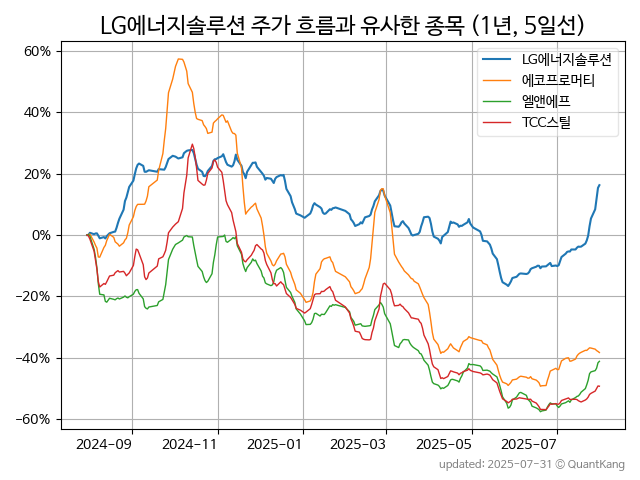 LG에너지솔루션 주가 흐름과 유사한 종목 (1년, 5일선)
LG에너지솔루션
에코프로머티
엘앤에프
TCC스틸
60%
40%
20%
0%
−20%
−40%
−60%
2024-09 2024-11 2025-01 2025-03 2025-05 2025-07
updated: 2025-07-31 © QuantKang